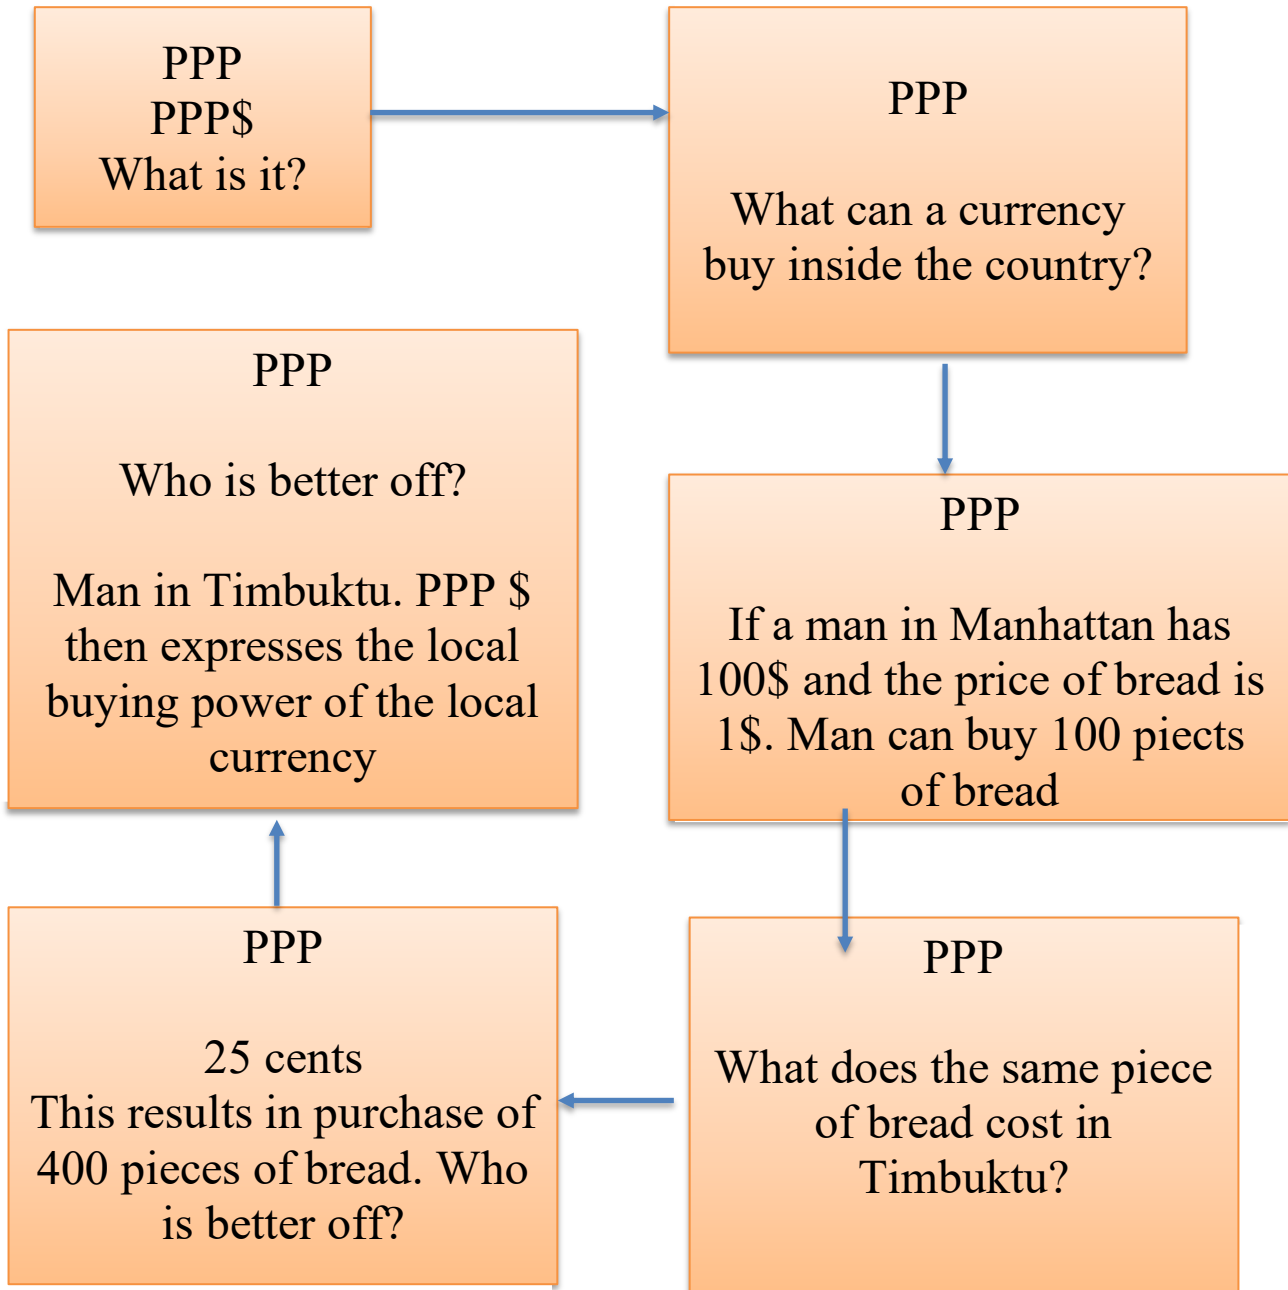 PPP
PPP$
What is it?
PPP
What can a currency
buy inside the country?
PPP
If a man in Manhattan has
100$ and the price of bread is
1$. Man can buy 100 piects
of bread
PPP
What does the same piece
of bread cost in
Timbuktu?
PPP
25 cents
This results in purchase of
400 pieces of bread. Who
is better off?
PPP
Who is better off?
Man in Timbuktu. PPP $
then expresses the local
buying power of the local
currency